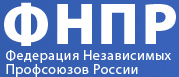 ФНПР
Федерация Независимых
Профсоюзов России